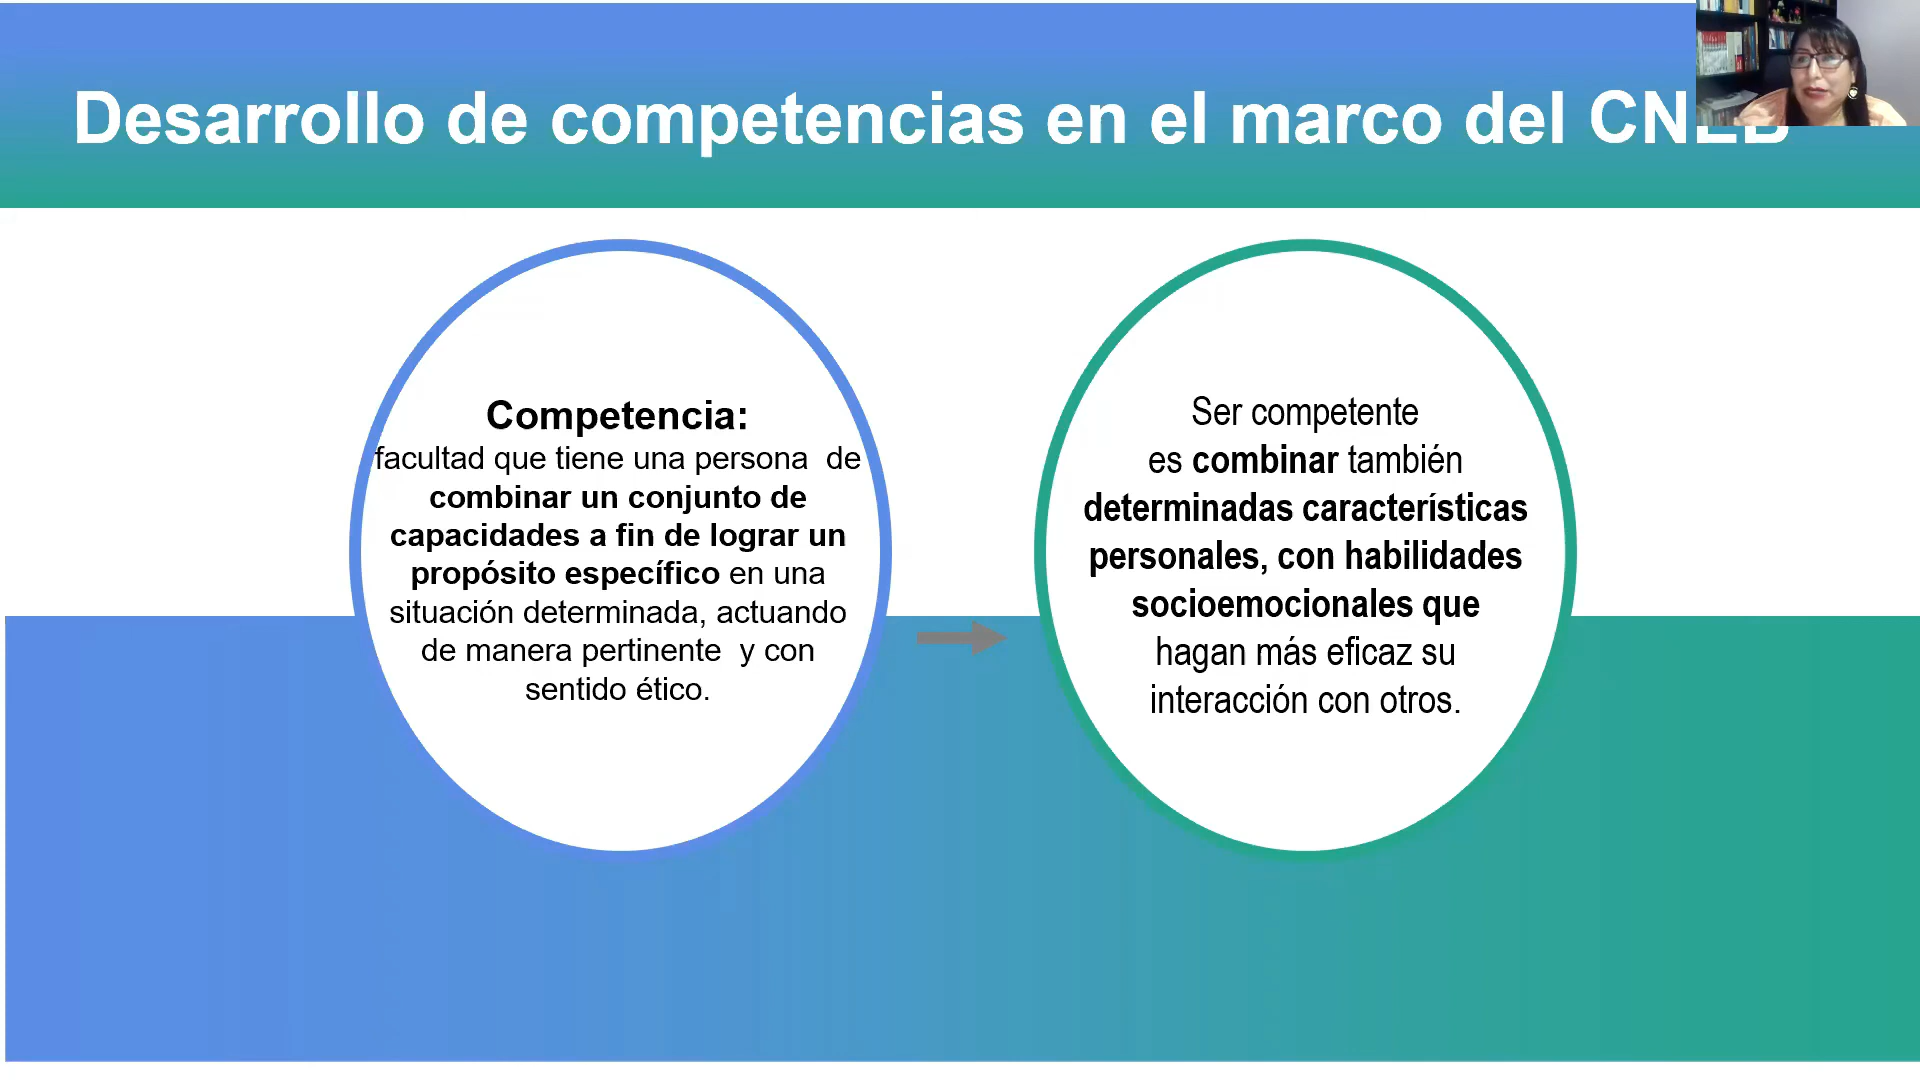 Desarrollo de competencias en el marco del CNEB
Competencia:
facultad que tiene una persona de
combinar un conjunto de
capacidades a fin de lograr un
propósito específico en una
situación determinada, actuando
de manera pertinente y con
sentido ético.
Ser competente
es combinar también
determinadas características
personales, con habilidades
socioemocionales que
hagan más eficaz su
interacción con otros.